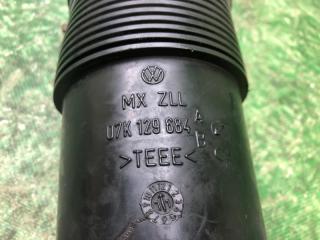 MX ZLL
07K 129 684 A
B
>TEEE<